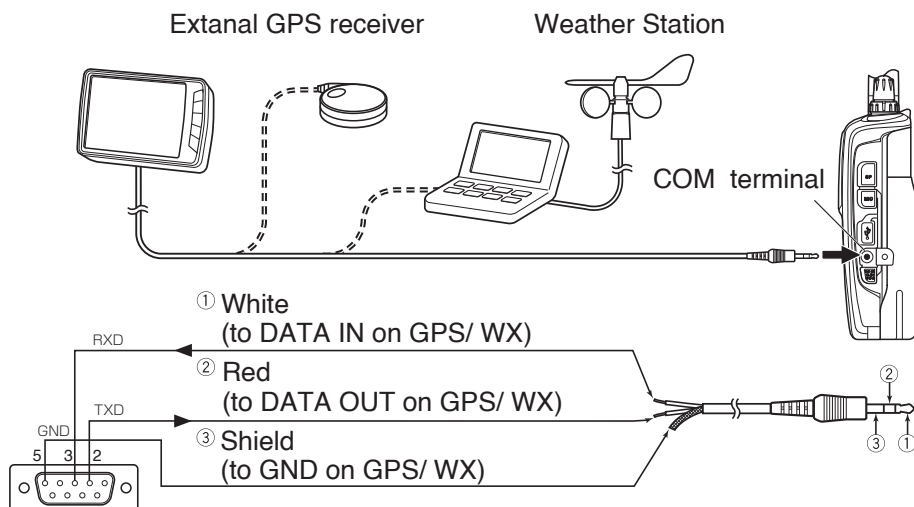 Extanal GPS receiver
Weather Station
COM terminal
① White
(to DATA IN on GPS/ WX)
RXD
② Red
(to DATA OUT on GPS/ WX)
TXD
③ Shield
(to GND on GPS/ WX)
GND
5 3 2
②
③ ①